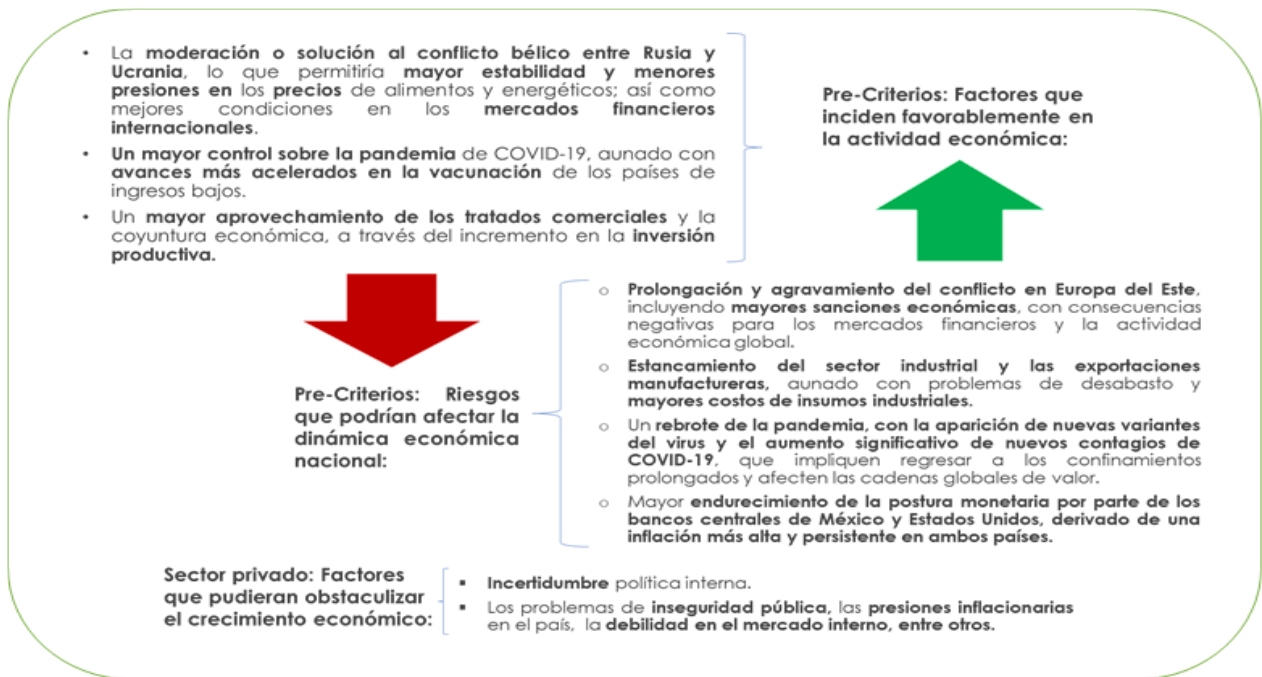 • La moderación o solución al conflicto bélico entre Rusia y
Ucrania, lo que permitiría mayor estabilidad y menores
presiones en los precios de alimentos y energéticos; así como
mejores condiciones en los mercados financieros
internacionales.
• Un mayor control sobre la pandemia de COVID-19, aunado con
avances más acelerados en la vacunación de los países de
ingresos bajos.
• Un mayor aprovechamiento de los tratados comerciales y la
coyuntura económica, a través del incremento en la inversión
productiva.
Pre-Criterios: Factores que
inciden favorablemente en
la actividad económica:
Pre-Criterios: Riesgos
que podrían afectar la
dinámica económica
nacional:
o Prolongación y agravamiento del conflicto en Europa del Este,
incluyendo mayores sanciones económicas, con consecuencias
negativas para los mercados financieros y la actividad
económica global.
o Estancamiento del sector industrial y las exportaciones
manufactureras, aunado con problemas de desabasto y
mayores costos de insumos industriales.
o Un rebrote de la pandemia, con la aparición de nuevas variantes
del virus y el aumento significativo de nuevos contagios de
COVID-19, que impliquen regresar a los confinamientos
prolongados y afecten las cadenas globales de valor.
o Mayor endurecimiento de la postura monetaria por parte de los
bancos centrales de México y Estados Unidos, derivado de una
inflación más alta y persistente en ambos países.
Sector privado: Factores
que pudieran obstaculizar
el crecimiento económico:
▪ Incertidumbre política interna.
▪ Los problemas de inseguridad pública, las presiones inflacionarias
en el país, la debilidad en el mercado interno, entre otros.